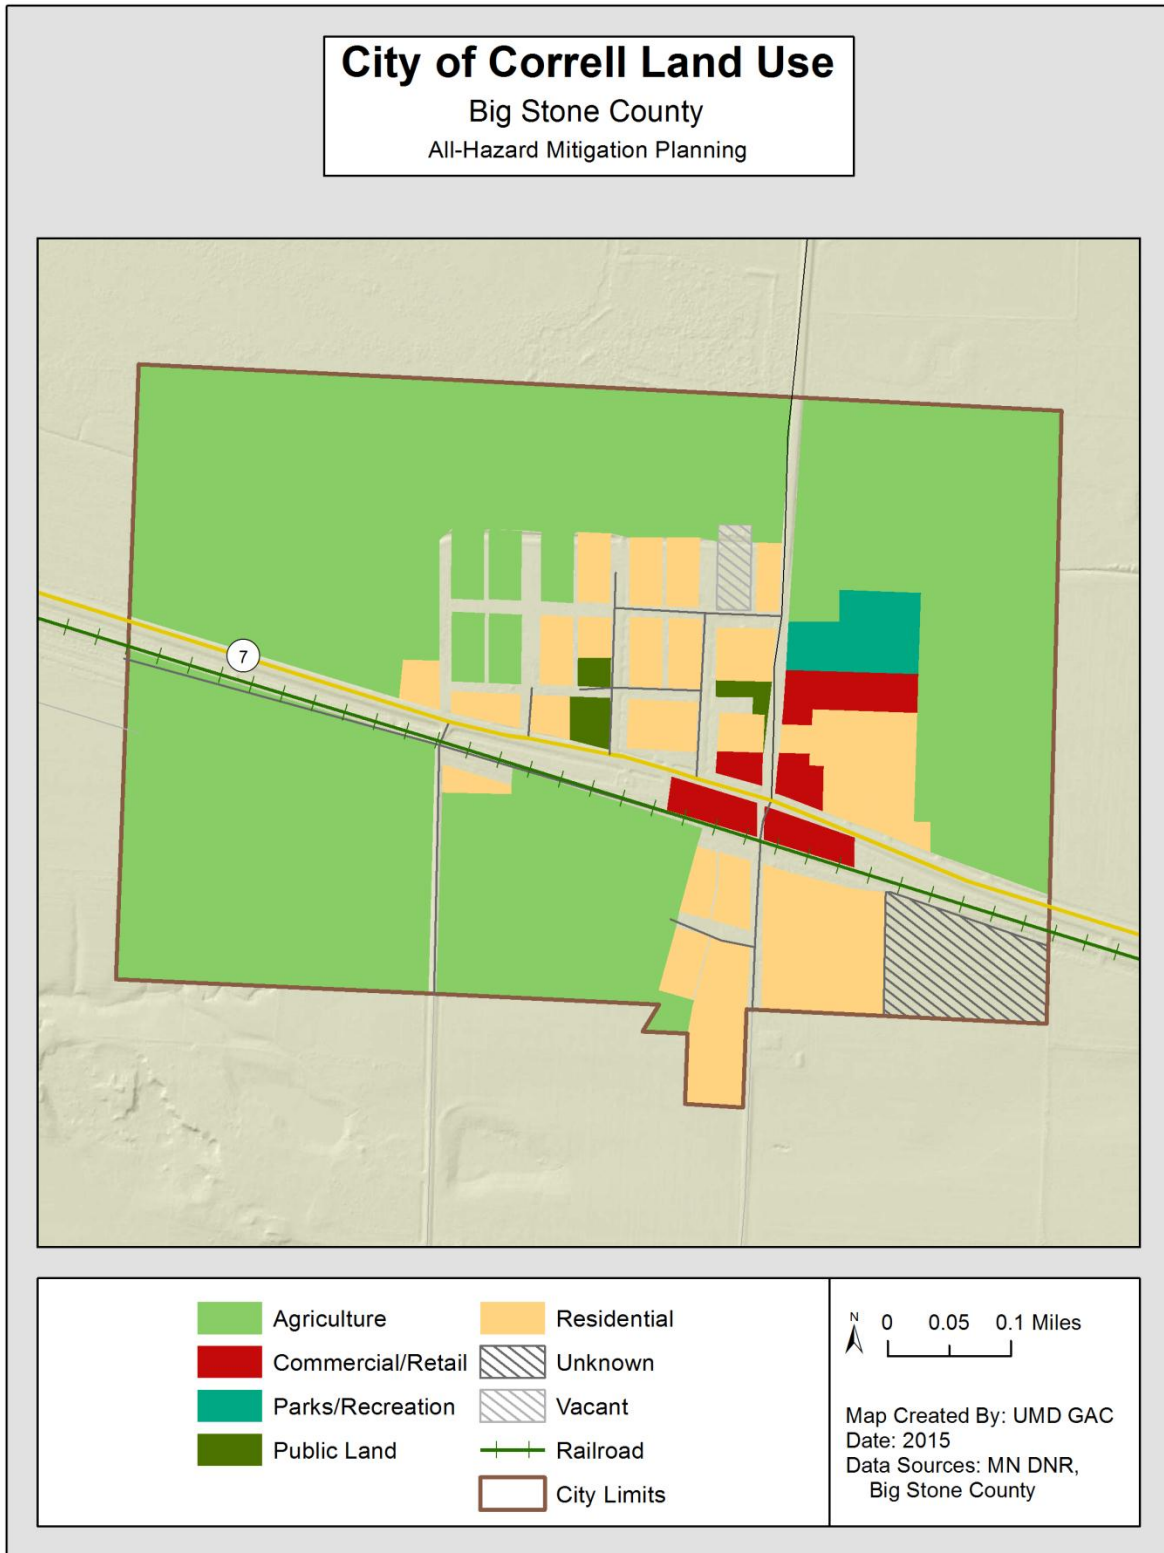 City of Correll Land Use
Big Stone County
All-Hazard Mitigation Planning
7
Agriculture
Commercial/Retail
Parks/Recreation
Public Land
Residential
Unknown
Vacant
Railroad
City Limits
N
0 0.05 0.1 Miles
Map Created By: UMD GAC
Date: 2015
Data Sources: MN DNR,
Big Stone County